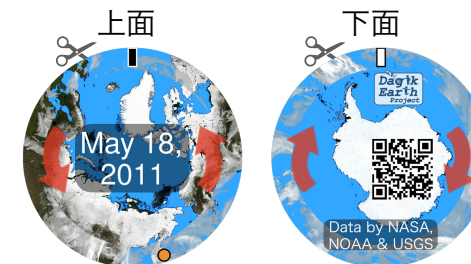 上面
下面
May 18,
2011
Dagik
Earth
Project
Data by NASA,
NOAA & USGS